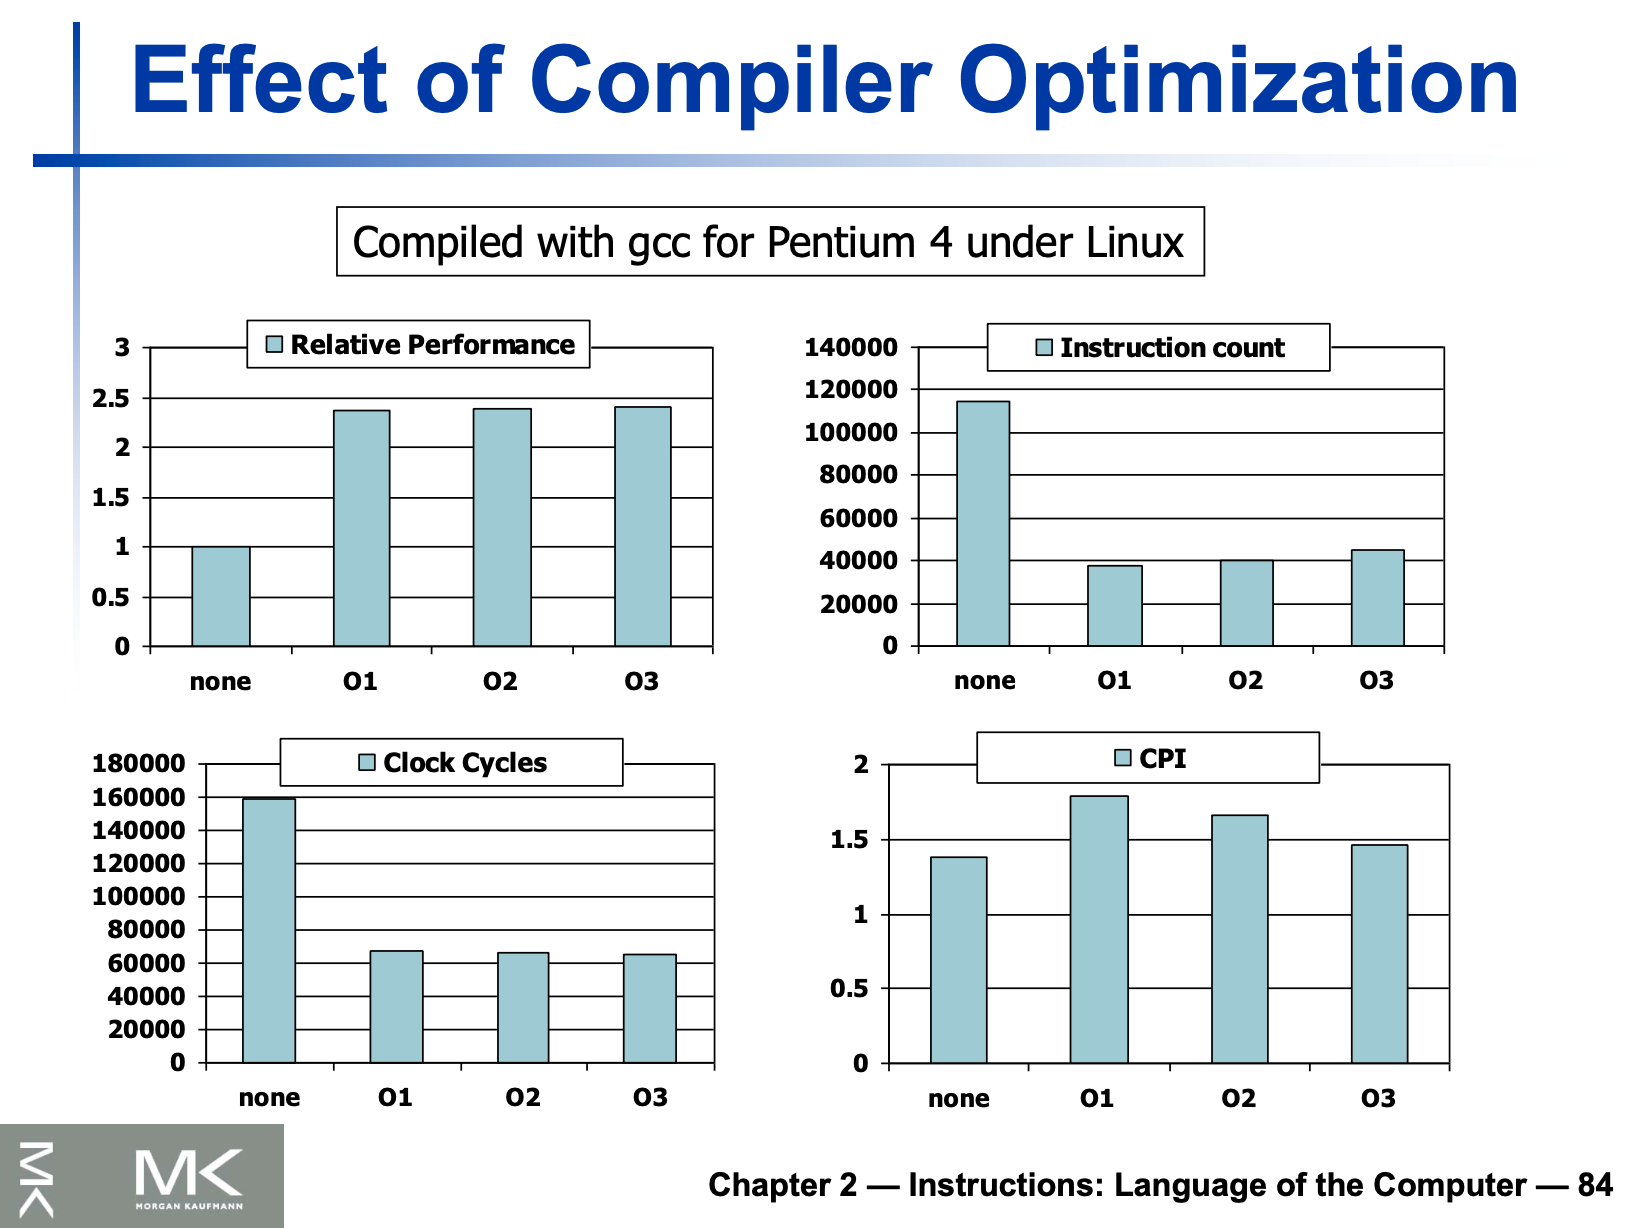 Effect of Compiler Optimization
Compiled with gcc for Pentium 4 under Linux
Relative Performance
3
2.5
2
1.5
1
0.5
0
none O1 O2 O3
Instruction count
140000
120000
100000
80000
60000
40000
20000
0
none O1 O2 O3
Clock Cycles
180000
160000
140000
120000
100000
80000
60000
40000
20000
0
none O1 O2 O3
CPI
2
1.5
1
0.5
0
none O1 O2 O3
MK
MK
MORGAN KAUFMANN
Chapter 2 — Instructions: Language of the Computer — 84